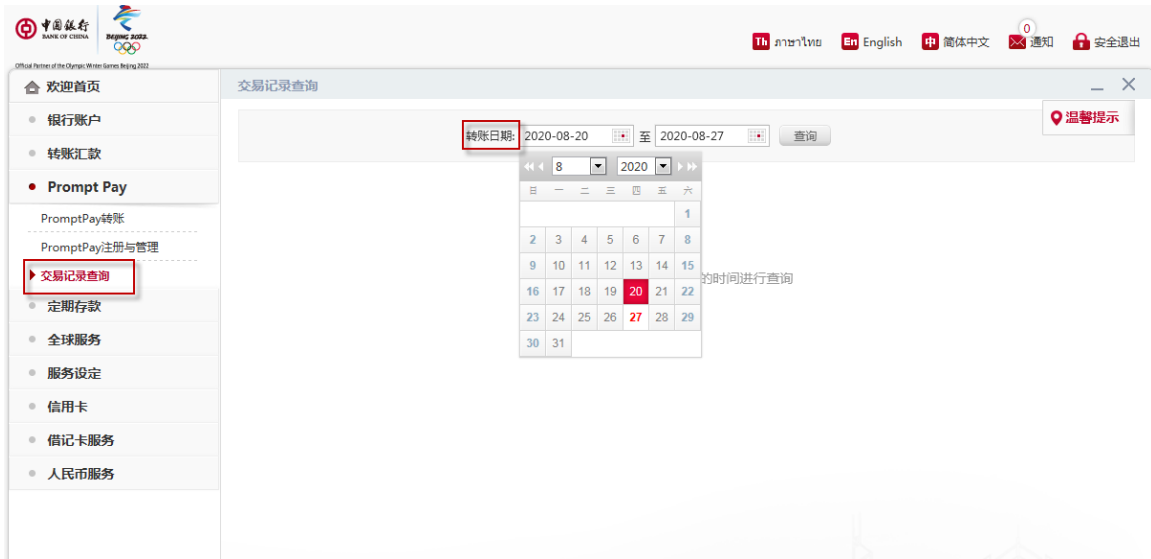 中国银行
BANK OF CHINA
BEIJING 2022
Official Partner of the Olympic Winter Games Beijing 2022
Th ภาษาไทย
En English
中 简体中文
0
通知
安全退出
欢迎首页
银行账户
转账汇款
Prompt Pay
PromptPay转账
PromptPay注册与管理
交易记录查询
定期存款
全球服务
服务设定
信用卡
借记卡服务
人民币服务
交易记录查询
温馨提示
转账日期: 2020-08-20 至 2020-08-27 查询
8 2020
日 一 二 三 四 五 六
1
2 3 4 5 6 7 8
9 10 11 12 13 14 15
16 17 18 19 20 21 22
23 24 25 26 27 28 29
30 31
的时间进行查询